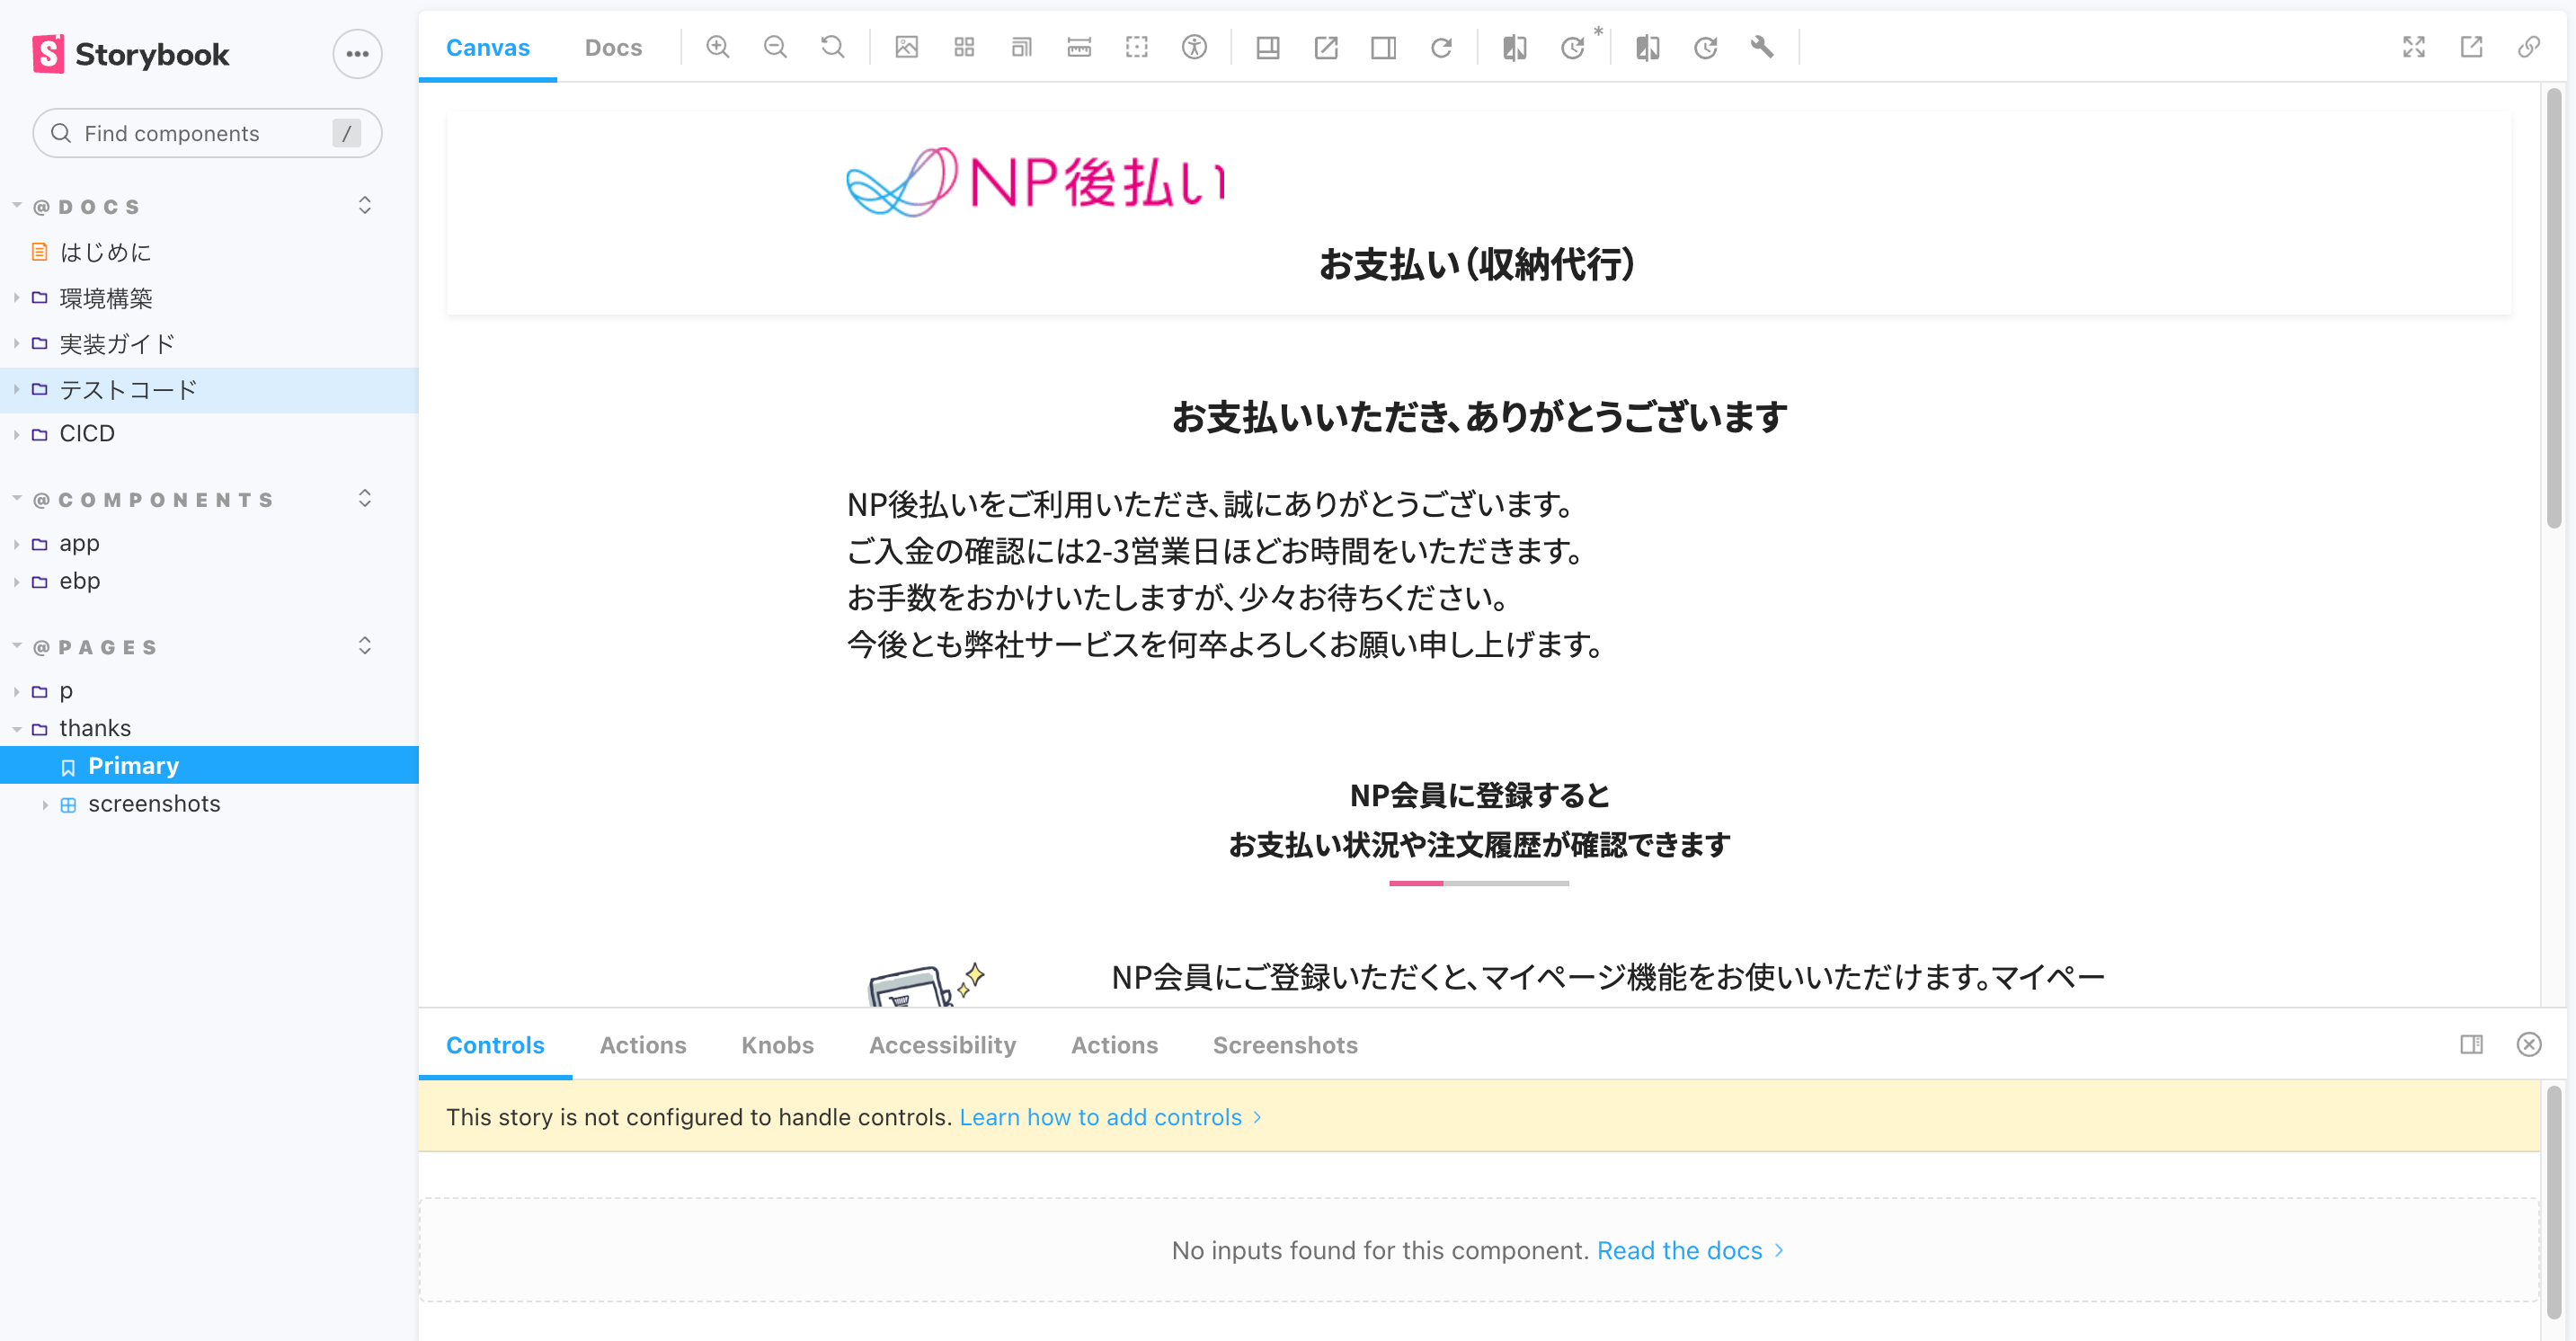 Storybook
Find components
/
@DOCS
はじめに
環境構築
実装ガイド
テストコード
CICD
@COMPONENTS
app
ebp
@PAGES
p
thanks
Primary
screenshots
Canvas
Docs
*
NP後払い
お支払い（収納代行）
お支払いいただき、ありがとうございます
NP後払いをご利用いただき、誠にありがとうございます。
ご入金の確認には2-3営業日ほどお時間をいただきます。
お手数をおかけいたしますが、少々お待ちください。
今後とも弊社サービスを何卒よろしくお願い申し上げます。
NP会員に登録すると
お支払い状況や注文履歴が確認できます
NP会員にご登録いただくと、マイページ機能をお使いいただけます。マイペー
Controls
Actions
Knobs
Accessibility
Actions
Screenshots
This story is not configured to handle controls. Learn how to add controls
No inputs found for this component. Read the docs